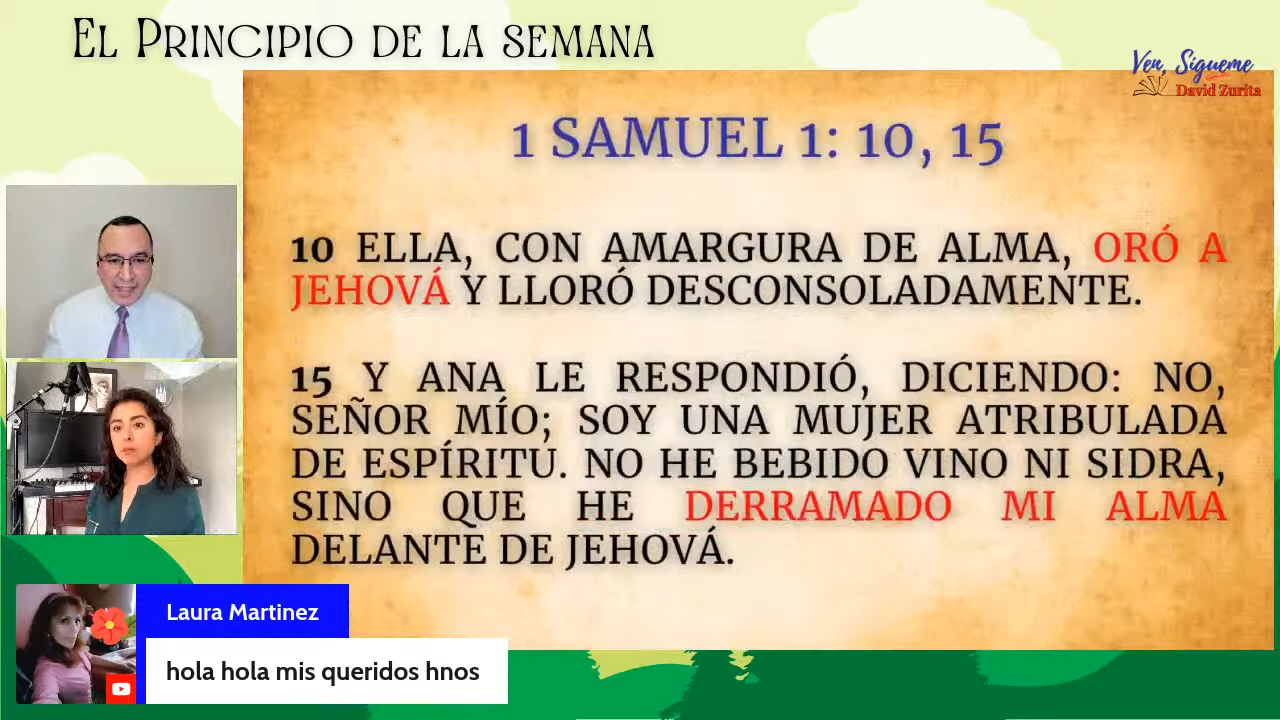 El Principio de la semana
Ven, Sígueme
David Zurita
1 SAMUEL 1: 10, 15
10 ELLA, CON AMARGURA DE ALMA, ORÓ A
JEHOVÁ Y LLORÓ DESCONSOLADAMENTE.
15 Y ANA LE RESPONDIÓ, DICIENDO: NO,
SEÑOR MÍO; SOY UNA MUJER ATRIBULADA
DE ESPÍRITU. NO HE BEBIDO VINO NI SIDRA,
SINO QUE HE DERRAMADO MI ALMA
DELANTE DE JEHOVÁ.
Laura Martinez
hola hola mis queridos hnos